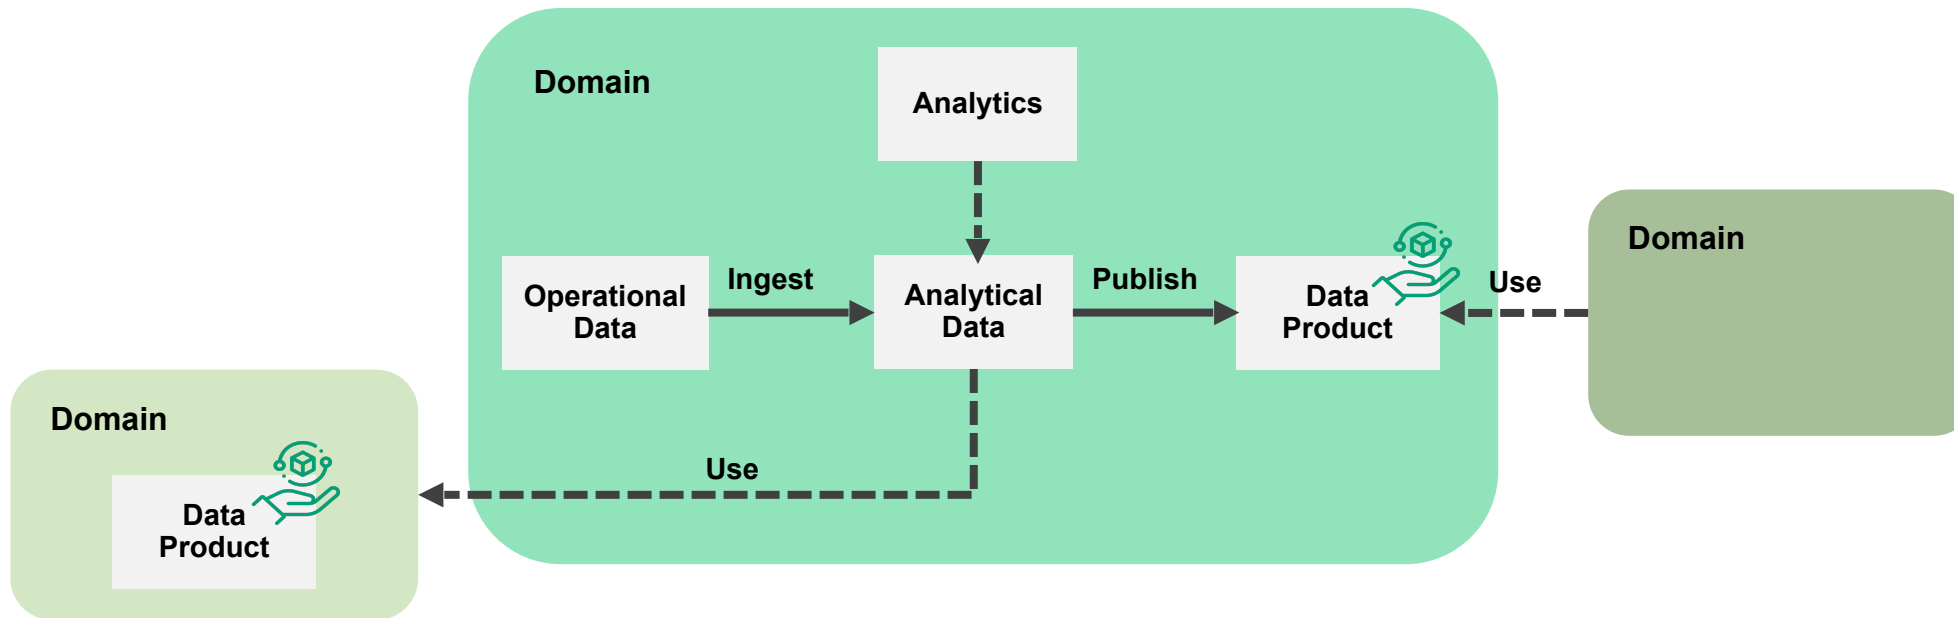 Domain
Analytics
Operational
Data
Ingest
Analytical
Data
Publish
Data
Product
Use
Domain
Use
Domain
Data
Product